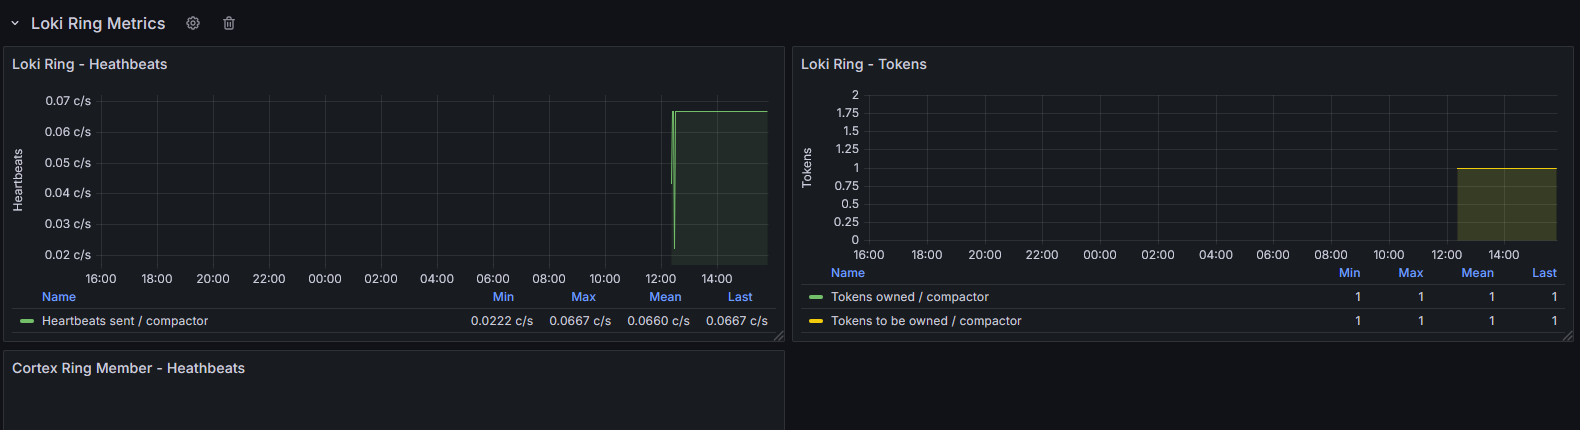 Loki Ring Metrics
Loki Ring - Heathbeats
Heartbeats
0.07 c/s
0.06 c/s
0.05 c/s
0.04 c/s
0.03 c/s
0.02 c/s
16:00 18:00 20:00 22:00 00:00 02:00 04:00 06:00 08:00 10:00 12:00 14:00
Name Min Max Mean Last
Heartbeats sent / compactor 0.0222 c/s 0.0667 c/s 0.0660 c/s 0.0667 c/s
Loki Ring - Tokens
Tokens
2
1.75
1.5
1.25
1
0.75
0.5
0.25
0
16:00 18:00 20:00 22:00 00:00 02:00 04:00 06:00 08:00 10:00 12:00 14:00
Name Min Max Mean Last
Tokens owned / compactor 1 1 1 1
Tokens to be owned / compactor 1 1 1 1
Cortex Ring Member - Heathbeats